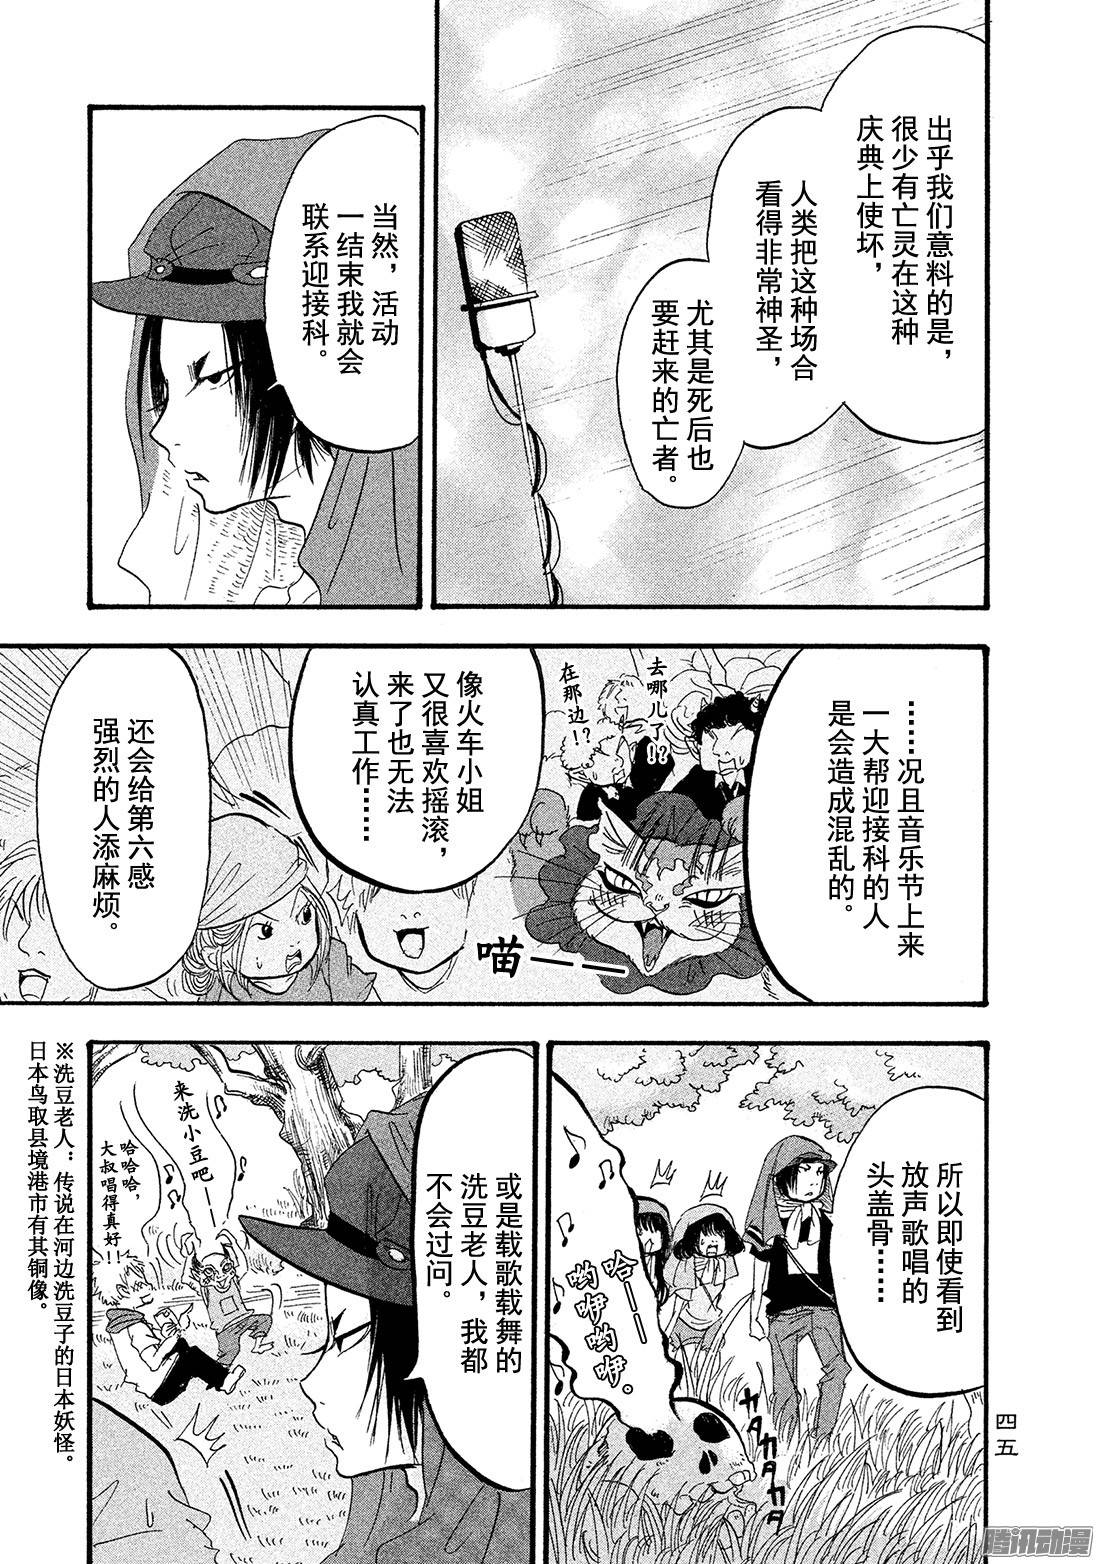 出乎我们意料的是，
很少有亡灵在这种
庆典上使坏，
人类把这种场合
看得非常神圣，
尤其是死后也
要赶来的亡者。
当然，活动
一结束我就会
联系迎接科。
……况且音乐节上来
一大帮迎接科的人
是会造成混乱的。
去哪儿了！？
在那边！？
喵——
像火车小姐
又很喜欢摇滚，
来了也无法
认真工作……
还会给第六感
强烈的人添麻烦。
所以即使看到
放声歌唱的
头盖骨……
哈——
哟咿哟咿。
カタカタカタ
或是载歌载舞的
洗豆老人，我都
不会过问。
来洗小豆吧—
哈哈哈，
大叔唱得真好！！
※洗豆老人：传说在河边洗豆子的日本妖怪。
日本鸟取县境港市有其铜像。
四五
腾讯动漫